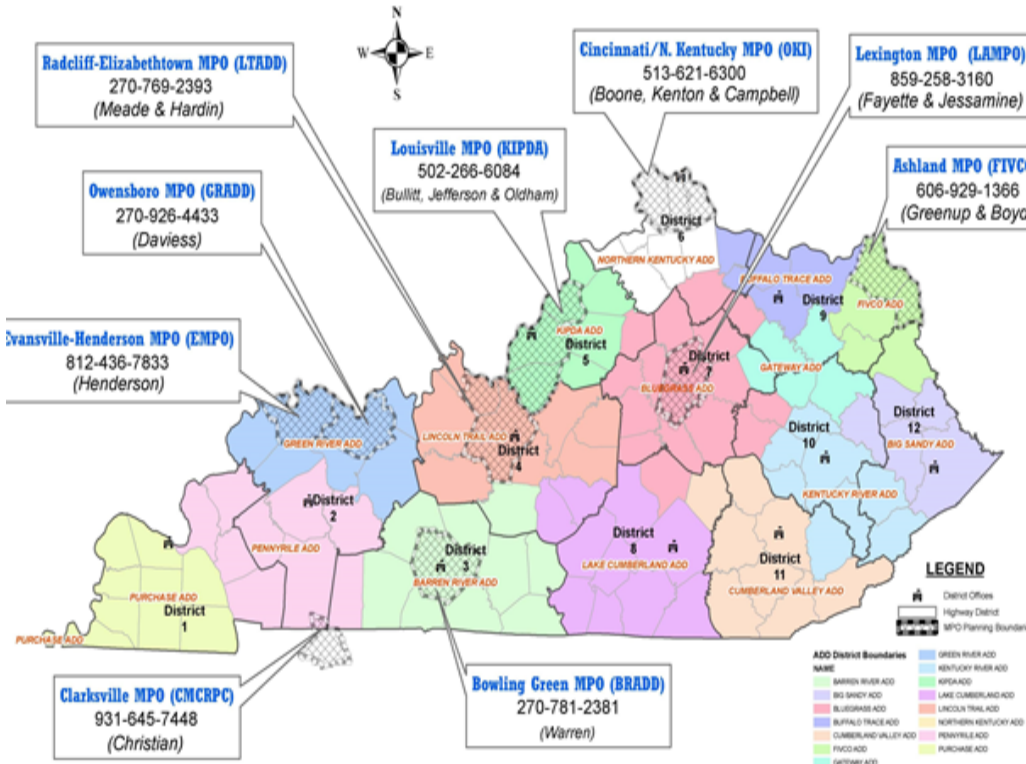 N
W E
S
Radcliff-Elizabethtown MPO (LTADD)
270-769-2393
(Meade & Hardin)
Cincinnati/N. Kentucky MPO (OKI)
513-621-6300
(Boone, Kenton & Campbell)
Lexington MPO (LAMPO)
859-258-3160
(Fayette & Jessamine)
Louisville MPO (KIPDA)
502-266-6084
(Bullitt, Jefferson & Oldham)
Ashland MPO (FIVC
606-929-1366
(Greenup & Boyd
Owensboro MPO (GRADD)
270-926-4433
(Daviess)
Evansville-Henderson MPO (EMPO)
812-436-7833
(Henderson)
District
6
NORTHERN KENTUCKY ADD
BUFFALO TRACE ADD
District
9
FIVCO ADD
KIPDA ADD
District
5
District
7
BLUEGRASS ADD
GATEWAY ADD
District
12
BIG SANDY ADD
District
10
KENTUCKY RIVER ADD
GREEN RIVER ADD
LINCOLN TRAIL ADD
District
4
District
2
PENNYRILE ADD
District
3
BARREN RIVER ADD
District
8
LAKE CUMBERLAND ADD
District
11
CUMBERLAND VALLEY ADD
PURCHASE ADD
District
1
PURCHASE ADD
Clarksville MPO (CMCRPC)
931-645-7448
(Christian)
Bowling Green MPO (BRADD)
270-781-2381
(Warren)
LEGEND
District Offices
Highway District
MPO Planning Boundar
ADD District Boundaries
NAME
BARREN RIVER ADD
BIG SANDY ADD
BLUEGRASS ADD
BUFFALO TRACE ADD
CUMBERLAND VALLEY ADD
FIVCO ADD
GATEWAY ADD
GREEN RIVER ADD
KENTUCKY RIVER ADD
KIPDA ADD
LAKE CUMBERLAND ADD
LINCOLN TRAIL ADD
NORTHERN KENTUCKY ADD
PENNYRILE ADD
PURCHASE ADD